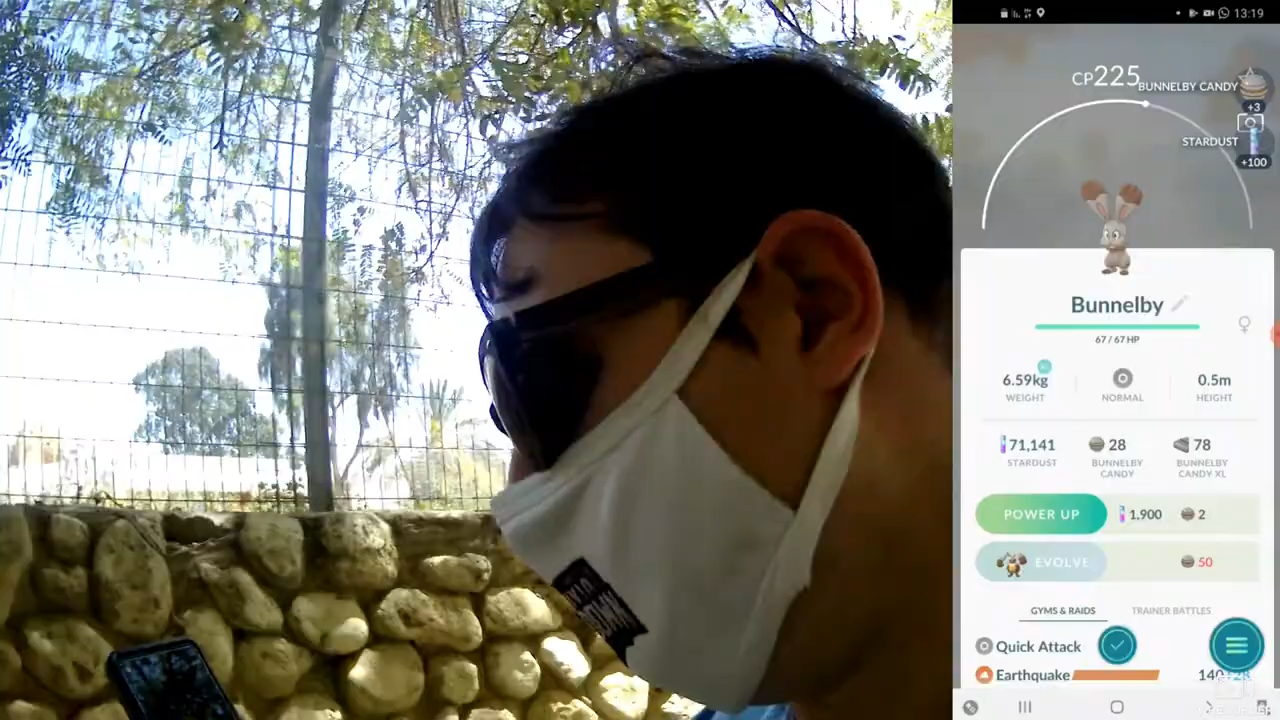 13:19
CP225
BUNNELBY CANDY
+3
STARDUST
+100
Bunnelby
67 / 67 HP
6.59kg
WEIGHT
NORMAL
0.5m
HEIGHT
71,141
STARDUST
28
BUNNELBY
CANDY
78
BUNNELBY
CANDY XL
POWER UP
1,900
2
EVOLVE
50
GYMS & RAIDS
TRAINER BATTLES
Quick Attack
Earthquake
140